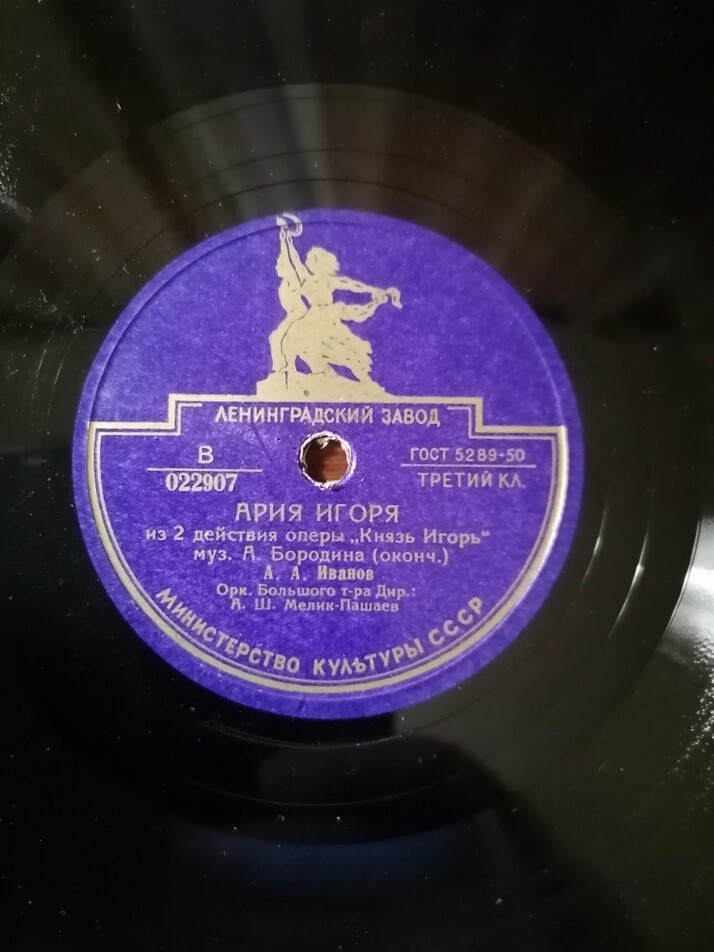 ЛЕНИНГРАДСКИЙ ЗАВОД
В
022907
ГОСТ 5289-50
ТРЕТИЙ КЛ.
АРИЯ ИГОРЯ
из 2 действия оперы „Князь Игорь“
муз. А. Бородина (оконч.)
А. А. Иванов
Орк. Большого т-ра Дир.:
А. Ш. Мелик-Пашаев
МИНИСТЕРСТВО КУЛЬТУРЫ СССР